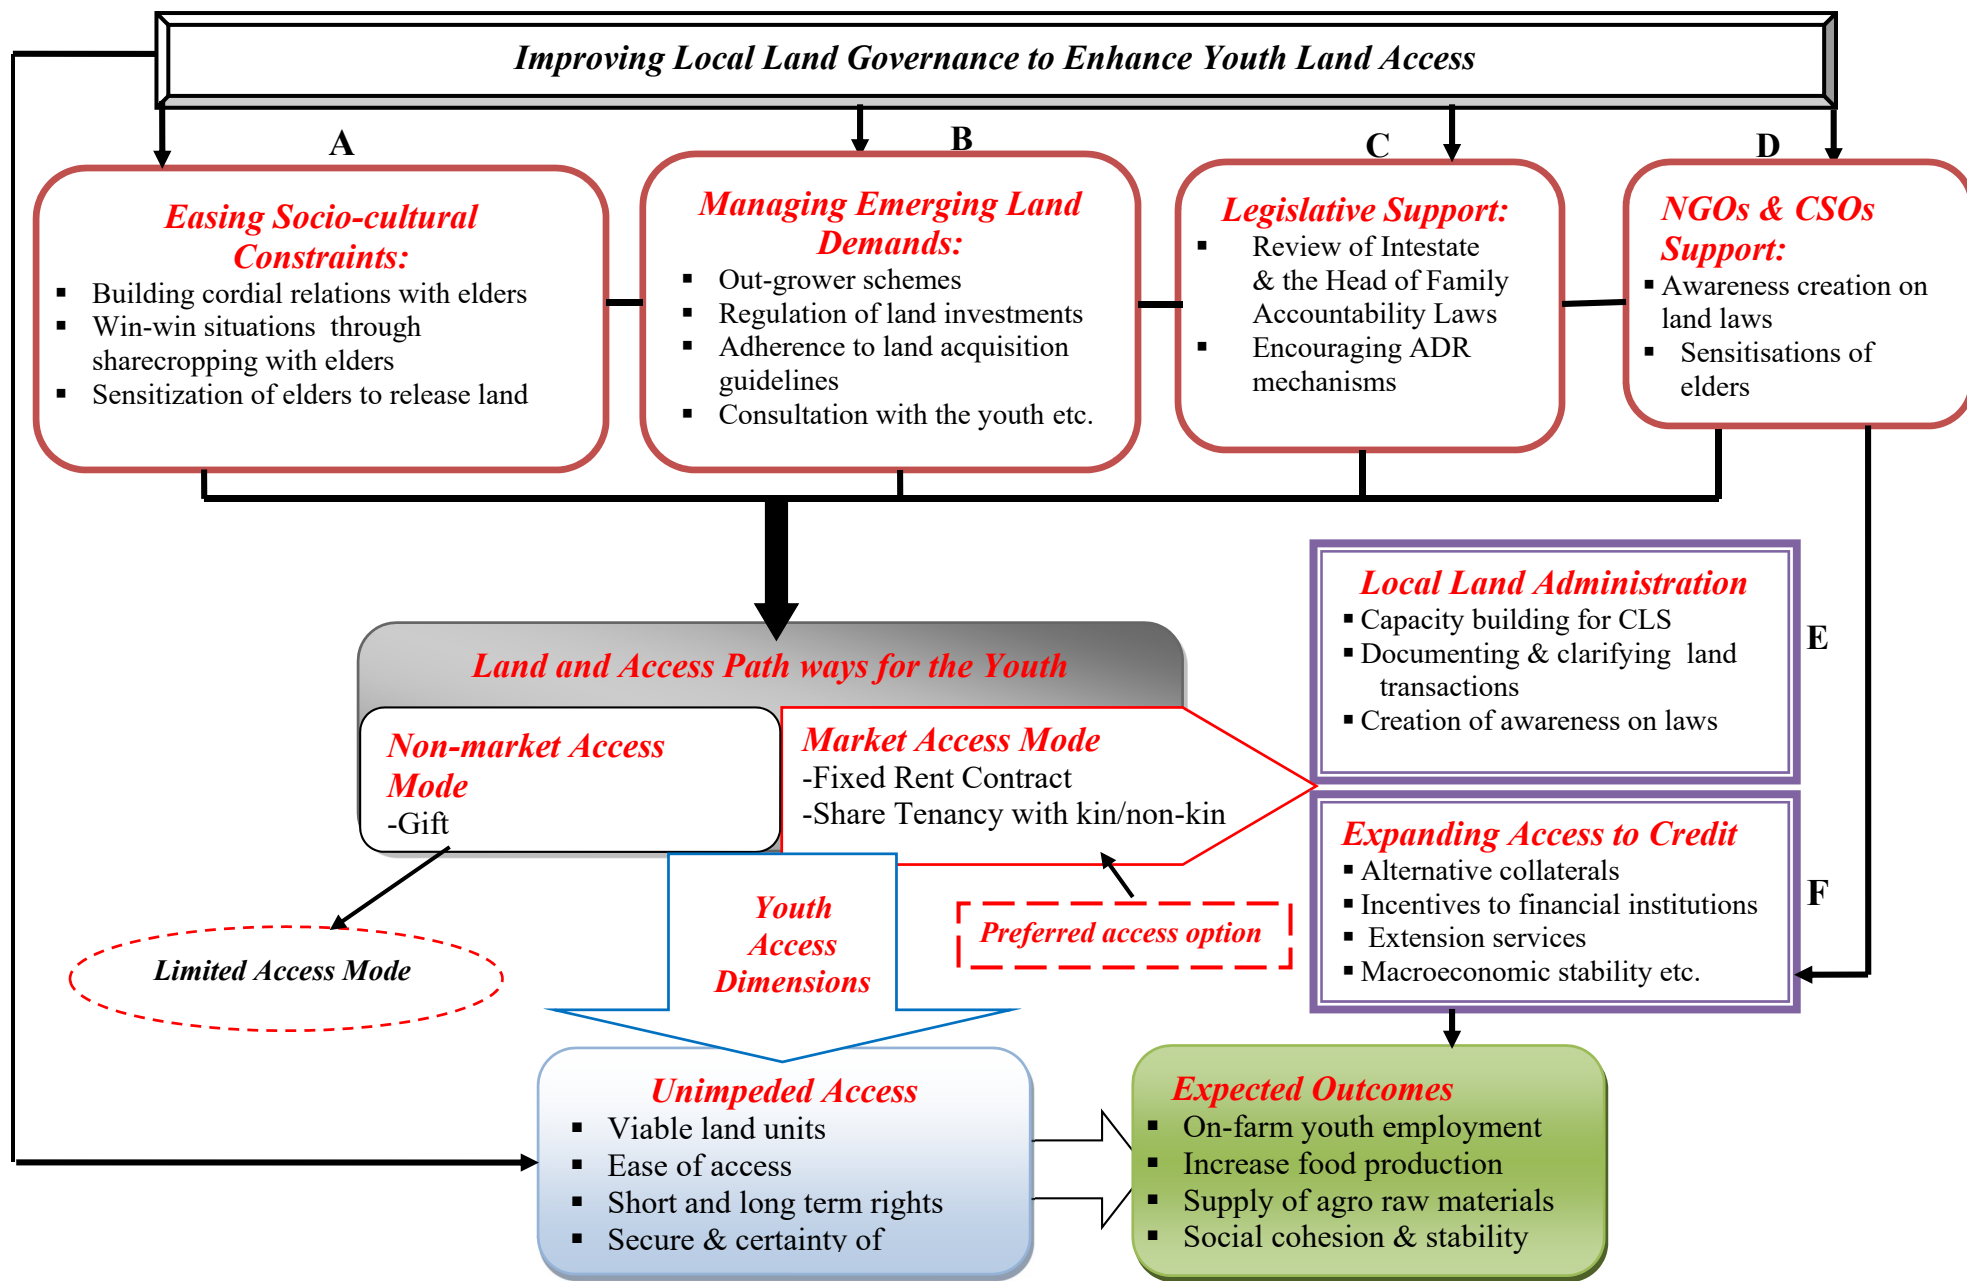 Improving Local Land Governance to Enhance Youth Land Access
A
B
C
D
Easing Socio-cultural
Constraints:
▪ Building cordial relations with elders
▪ Win-win situations through
sharecropping with elders
▪ Sensitization of elders to release land
Managing Emerging Land
Demands:
▪ Out-grower schemes
▪ Regulation of land investments
▪ Adherence to land acquisition
guidelines
▪ Consultation with the youth etc.
Legislative Support:
▪ Review of Intestate
& the Head of Family
Accountability Laws
▪ Encouraging ADR
mechanisms
NGOs & CSOs
Support:
▪ Awareness creation on
land laws
▪ Sensitisations of
elders
Land and Access Path ways for the Youth
Non-market Access
Mode
-Gift
Market Access Mode
-Fixed Rent Contract
-Share Tenancy with kin/non-kin
Local Land Administration
▪ Capacity building for CLS
▪ Documenting & clarifying land
transactions
▪ Creation of awareness on laws
E
Expanding Access to Credit
▪ Alternative collaterals
▪ Incentives to financial institutions
▪ Extension services
▪ Macroeconomic stability etc.
F
Limited Access Mode
Youth
Access
Dimensions
Preferred access option
Unimpeded Access
▪ Viable land units
▪ Ease of access
▪ Short and long term rights
▪ Secure & certainty of
Expected Outcomes
▪ On-farm youth employment
▪ Increase food production
▪ Supply of agro raw materials
▪ Social cohesion & stability